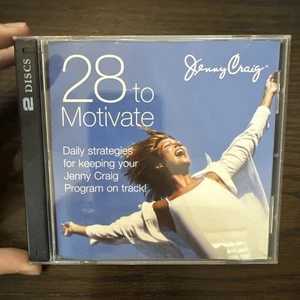 2 DISCS
28 to
Motivate
Jenny Craig®
Daily strategies
for keeping your
Jenny Craig
Program on track!